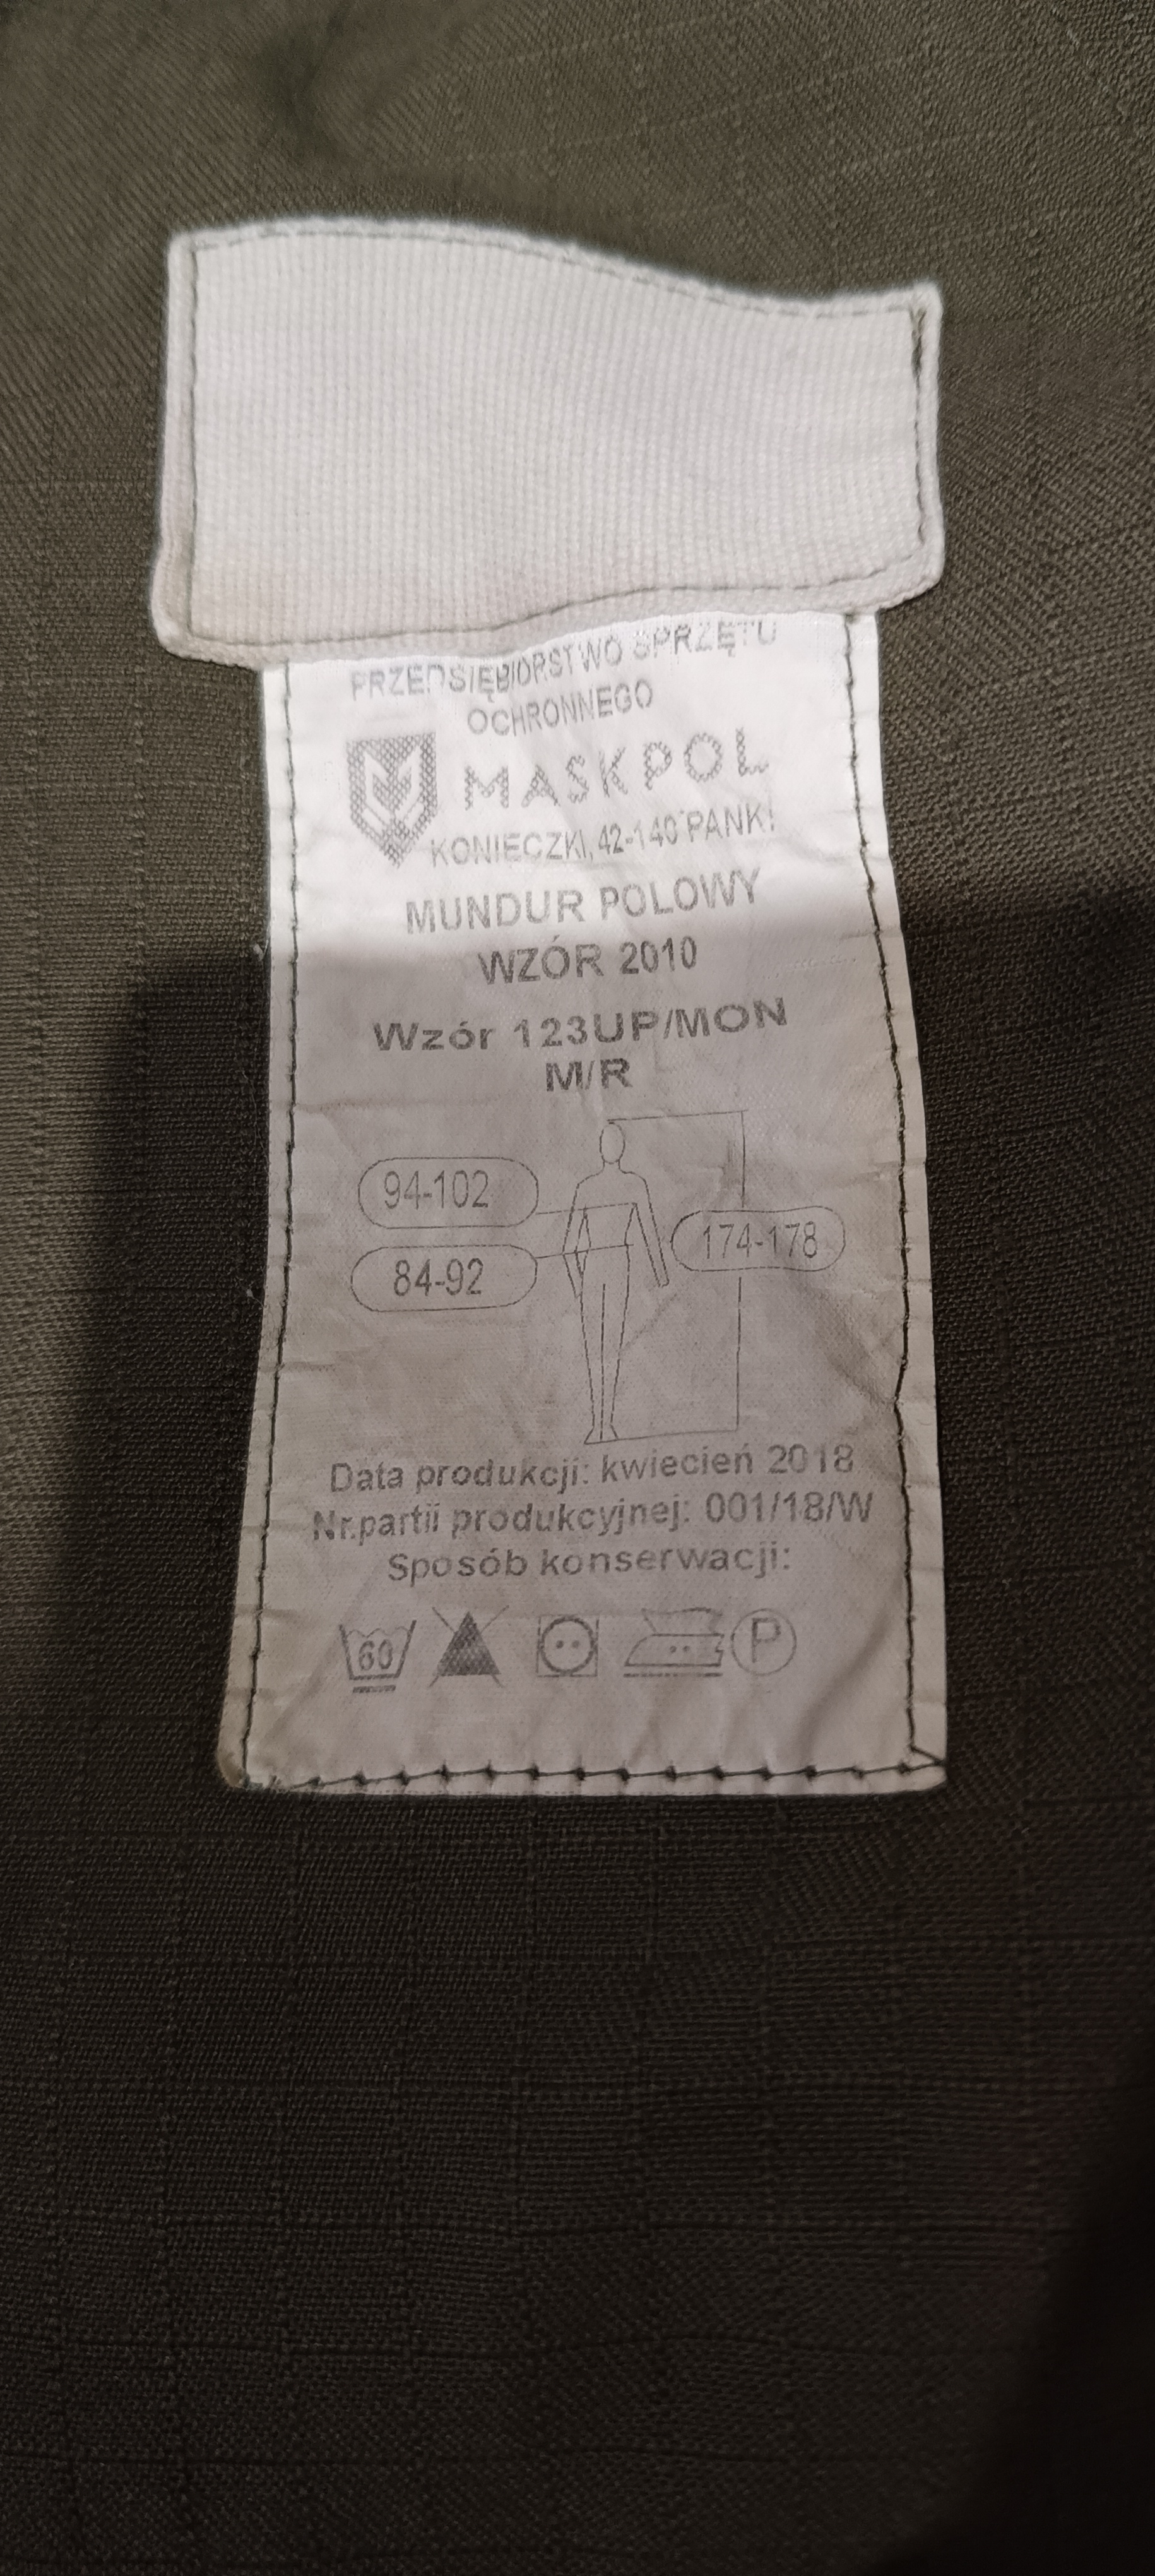 PRZEDSIĘBIORSTWO SPRZĘTU
OCHRONNEGO
MASKPOL
KONIECZKI, 42-140 PANKI
MUNDUR POLOWY
WZÓR 2010
Wzór 123UP/MON
M/R
94-102
174-178
84-92
Data produkcji: kwiecień 2018
Nr.partii produkcyjnej: 001/18/W
Sposób konserwacji:
60 P